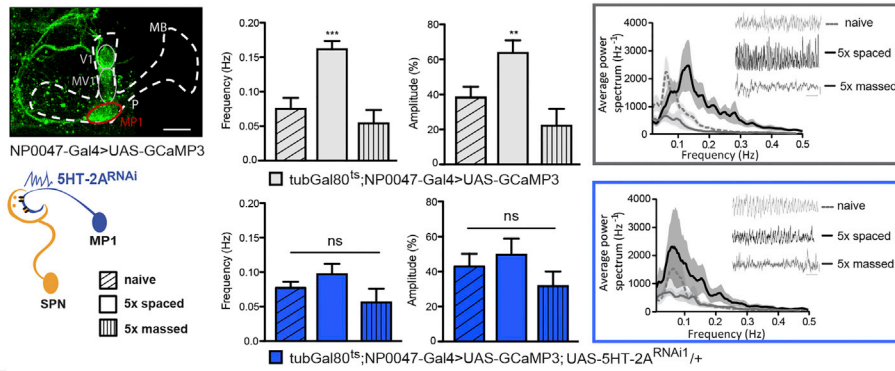 MB
V1
MV1
P
MP1
NP0047-Gal4>UAS-GCaMP3
5HT-2A^RNAi
MP1
SPN
naive
5x spaced
5x massed
Frequency (Hz)
0.20
0.15
0.10
0.05
0.00
***
Amplitude (%)
80
60
40
20
0
**
tubGal80^ts;NP0047-Gal4>UAS-GCaMP3
Average power
spectrum (Hz⁻¹)
4000
3000
2000
1000
0
0.1 0.2 0.3 0.4 0.5
Frequency (Hz)
naive
5x spaced
5x massed
Frequency (Hz)
0.20
0.15
0.10
0.05
0.00
ns
Amplitude (%)
80
60
40
20
0
ns
tubGal80^ts;NP0047-Gal4>UAS-GCaMP3; UAS-5HT-2A^RNAi1/+
Average power
spectrum (Hz⁻¹)
4000
3000
2000
1000
0
0.1 0.2 0.3 0.4 0.5
Frequency (Hz)
naive
5x spaced
5x massed